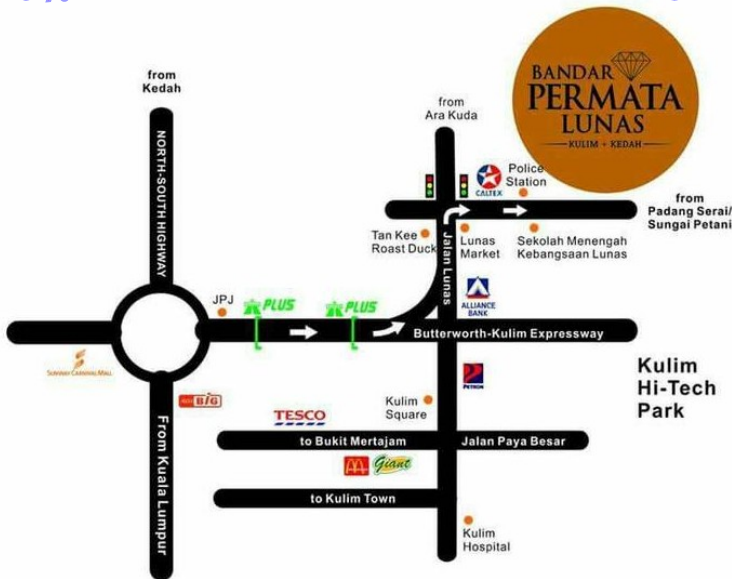 from
Kedah
BANDAR
PERMATA
LUNAS
KULIM + KEDAH
from
Ara Kuda
NORTH-SOUTH HIGHWAY
CALTEX
Police
Station
from
Padang Serai/
Sungai Petani
Tan Kee
Roast Duck
Jalan Lunas
Lunas
Market
Sekolah Menengah
Kebangsaan Lunas
JPJ
PLUS
PLUS
ALLIANCE
BANK
Butterworth-Kulim Expressway
SUNWAY CARNIVAL MALL
Kulim
Hi-Tech
Park
PETRON
BIG
Kulim
Square
TESCO
From Kuala Lumpur
to Bukit Mertajam
Jalan Paya Besar
Giant
to Kulim Town
Kulim
Hospital